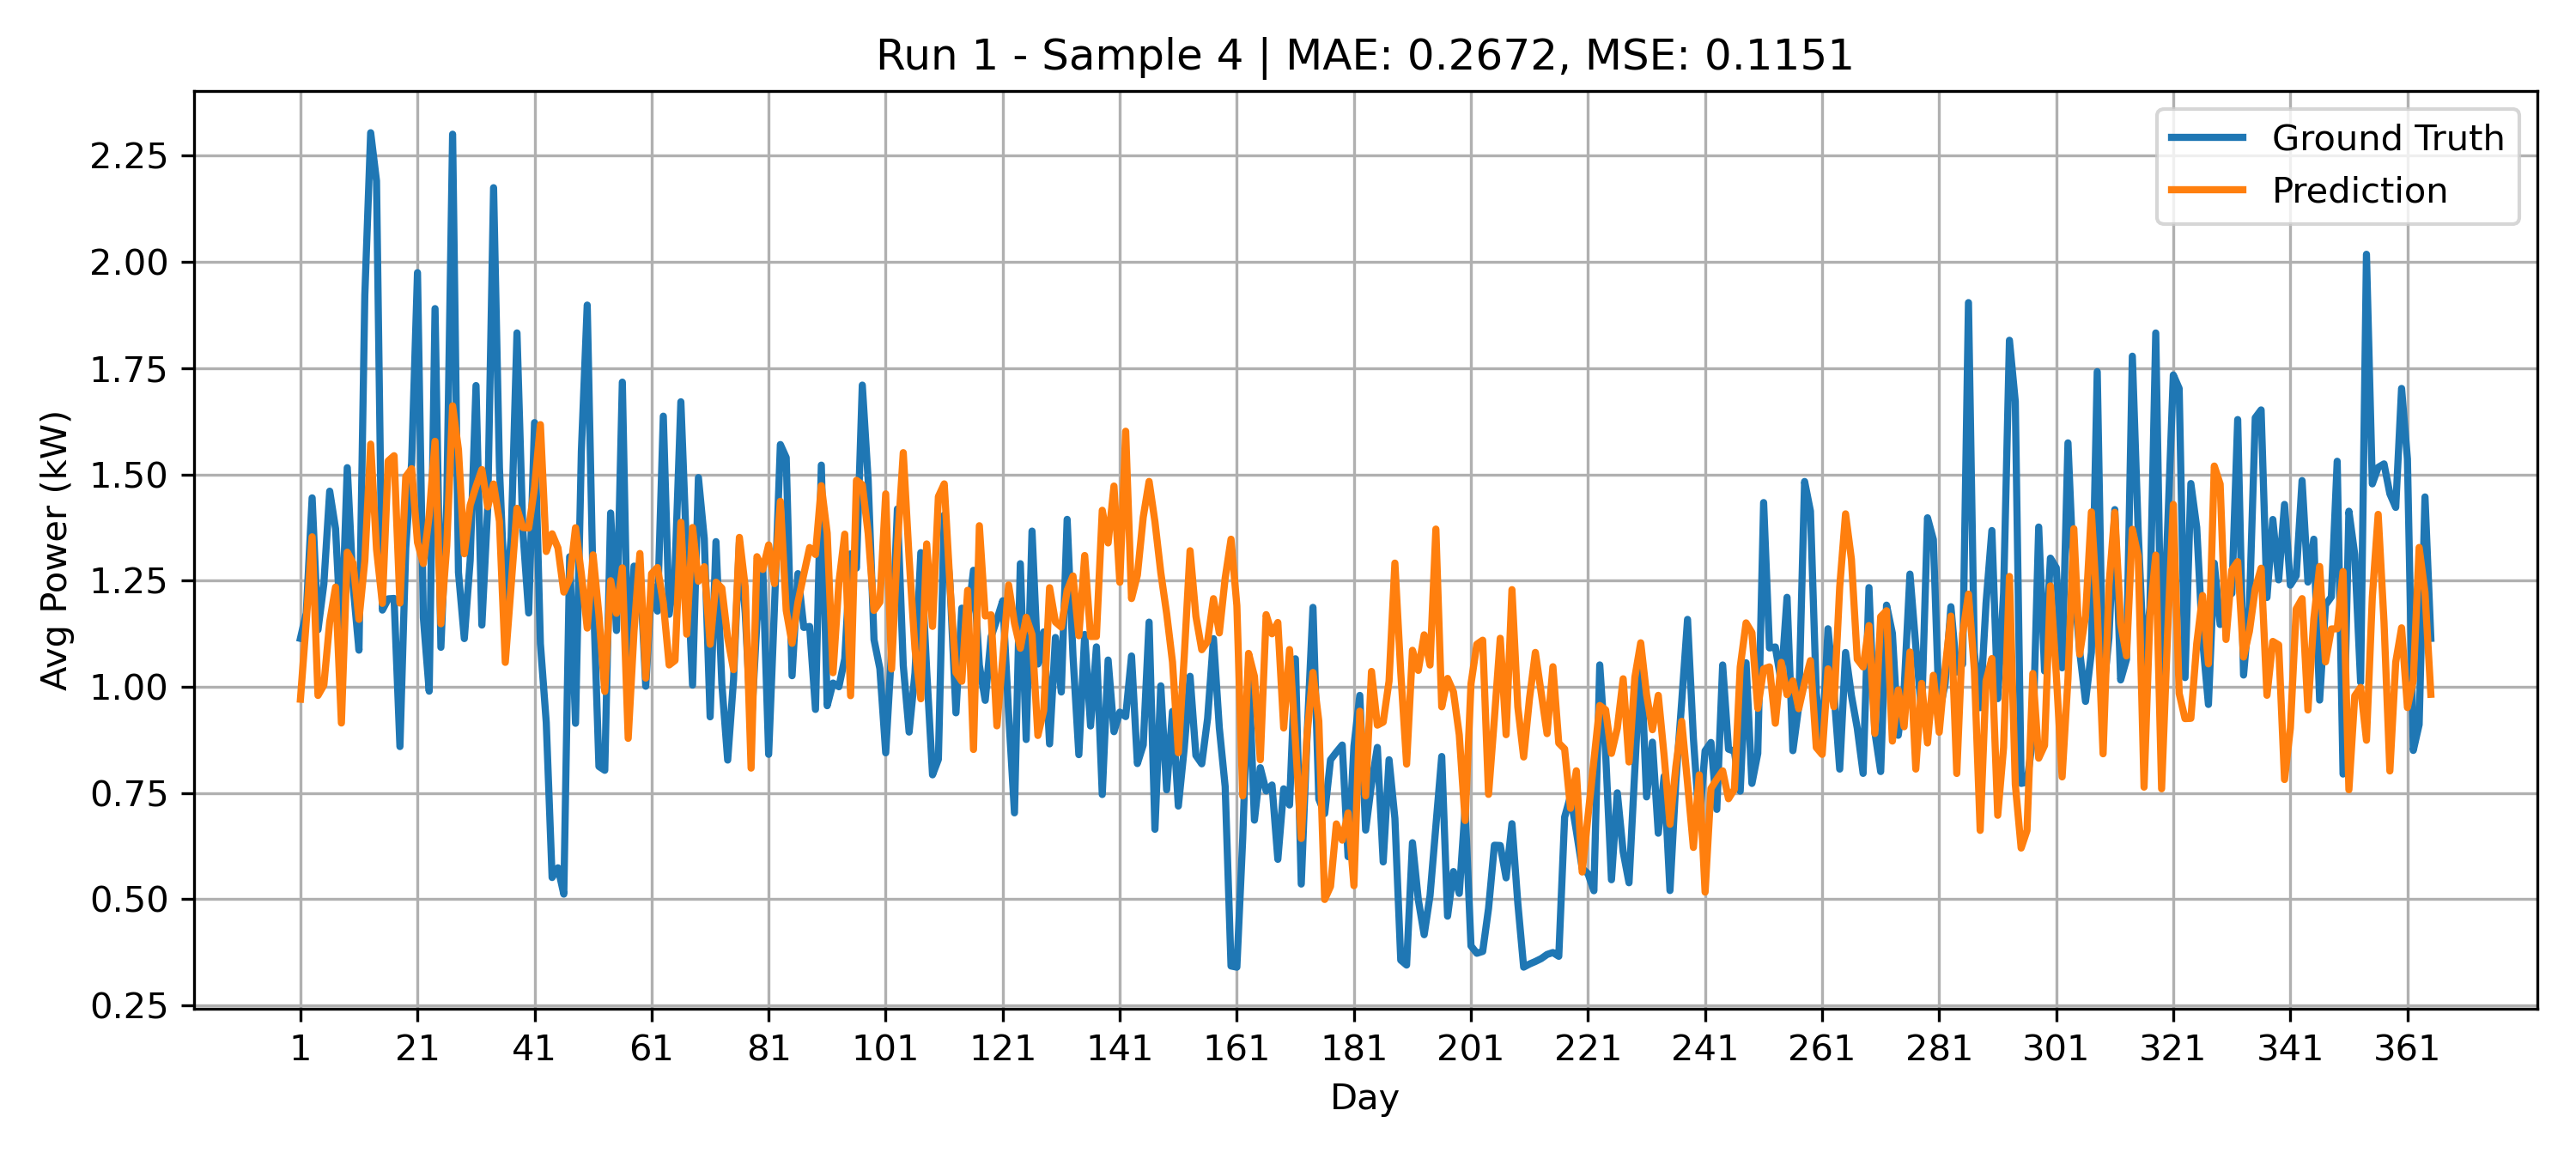 Run 1 - Sample 4 | MAE: 0.2672, MSE: 0.1151
Ground Truth
Prediction
Avg Power (kW)
2.25
2.00
1.75
1.50
1.25
1.00
0.75
0.50
0.25
1 21 41 61 81 101 121 141 161 181 201 221 241 261 281 301 321 341 361
Day